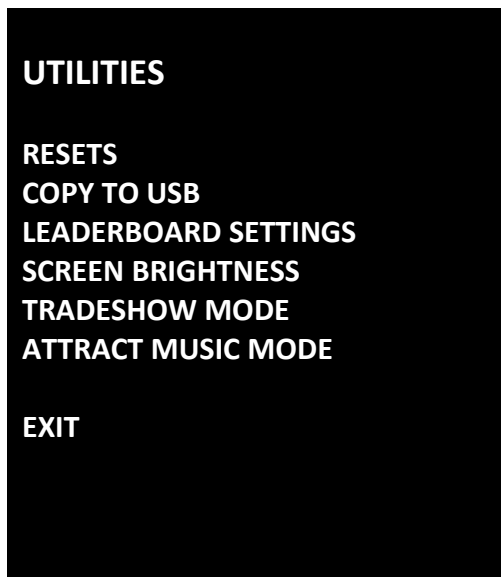 UTILITIES
RESETS
COPY TO USB
LEADERBOARD SETTINGS
SCREEN BRIGHTNESS
TRADESHOW MODE
ATTRACT MUSIC MODE
EXIT